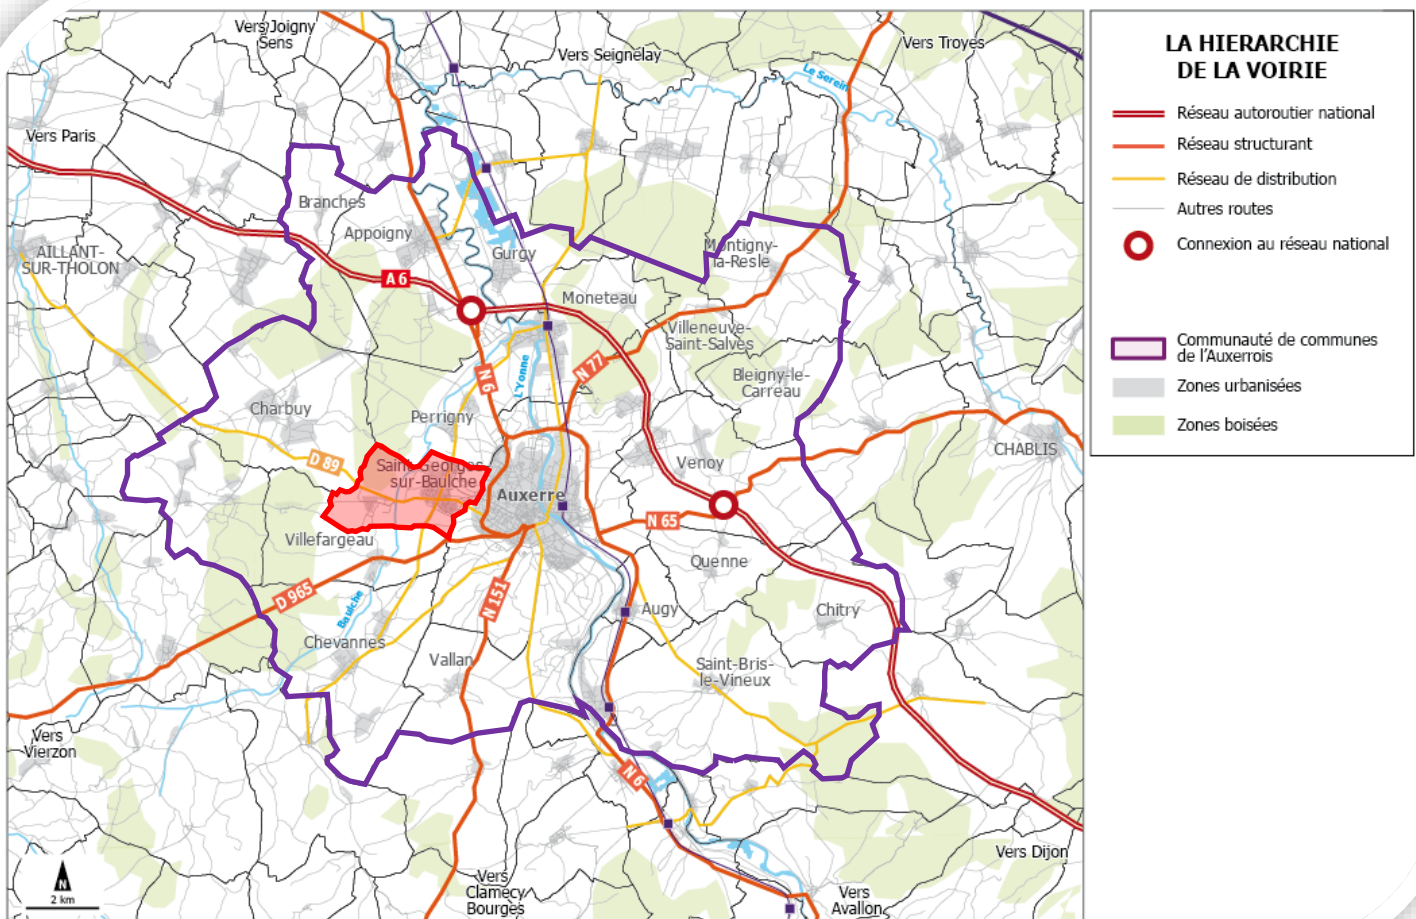 Vers Joigny
Sens
Vers Seignelay
Vers Troyes
Le Serein
Vers Paris
Branches
Appoigny
Gurgy
Montigny-
la-Resle
AILLANT-
SUR-THOLON
A 6
Moneteau
Villeneuve-
Saint-Salves
L'Yonne
N 77
N 6
Bleigny-le-
Carreau
Charbuy
Perrigny
CHABLIS
D 89
Saint-Georges
sur-Baulche
Venoy
Auxerre
N 65
Villefargeau
Quenne
D 965
Baulche
N 151
Augy
Chitry
Chevannes
Vallan
Saint-Bris-
le-Vineux
Vers
Vierzon
N 6
Vers Dijon
N
2 km
Vers
Clamecy
Bourges
Vers
Avallon
LA HIERARCHIE
DE LA VOIRIE
Réseau autoroutier national
Réseau structurant
Réseau de distribution
Autres routes
Connexion au réseau national
Communauté de communes
de l'Auxerrois
Zones urbanisées
Zones boisées